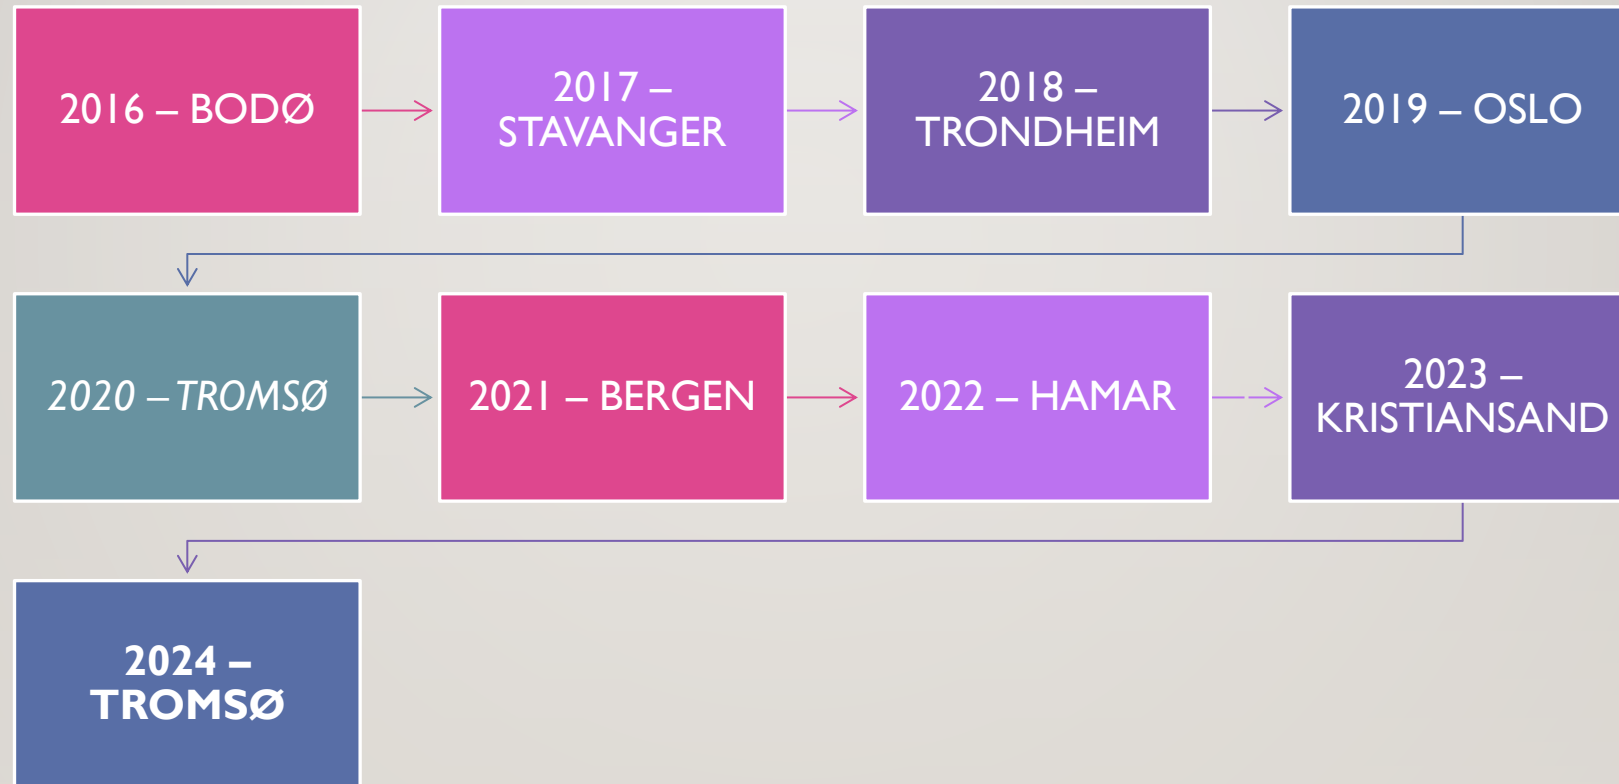 2016 – BODØ
2017 –
STAVANGER
2018 –
TRONDHEIM
2019 – OSLO
2020 – TROMSØ
2021 – BERGEN
2022 – HAMAR
2023 –
KRISTIANSAND
2024 –
TROMSØ